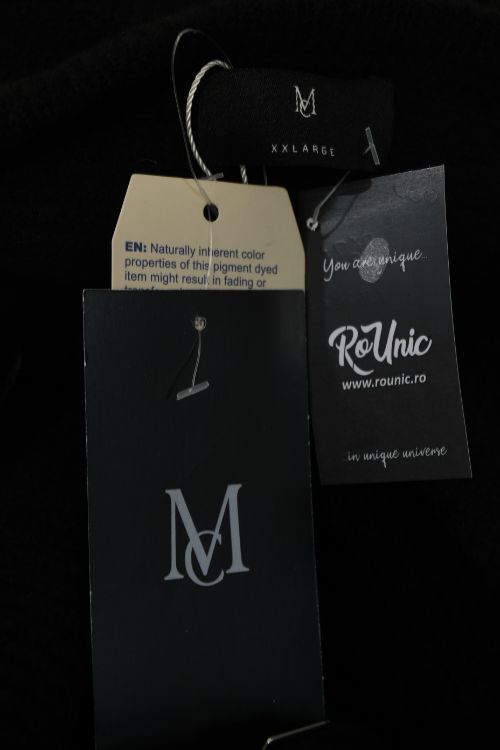 MC
XXLARGE
EN: Naturally inherent color
properties of this pigment dyed
item might result in fading or
You are unique...
RoUnic
www.rounic.ro
...in unique universe
MC